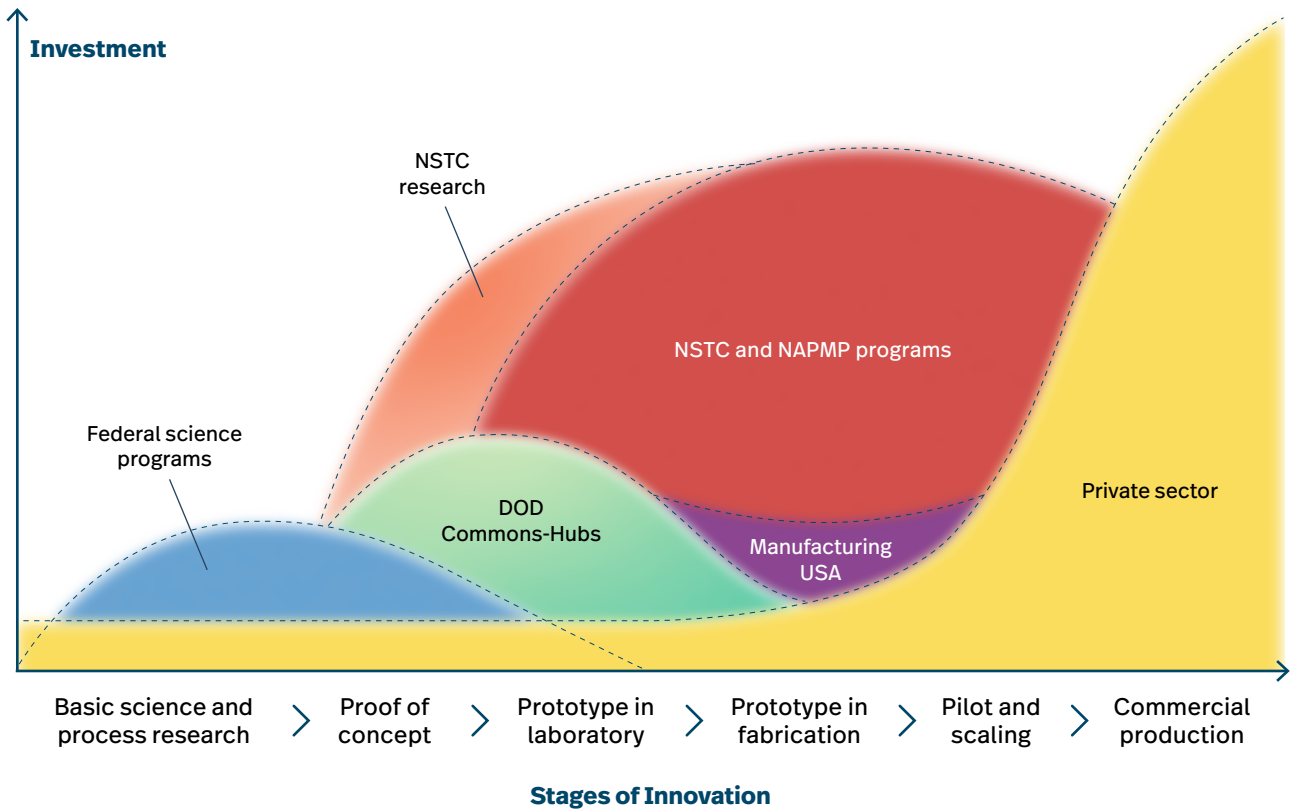 Investment
NSTC
research
NSTC and NAPMP programs
Federal science
programs
DOD
Commons-Hubs
Private sector
Manufacturing
USA
Basic science and
process research
Proof of
concept
Prototype in
laboratory
Prototype in
fabrication
Pilot and
scaling
Commercial
production
Stages of Innovation